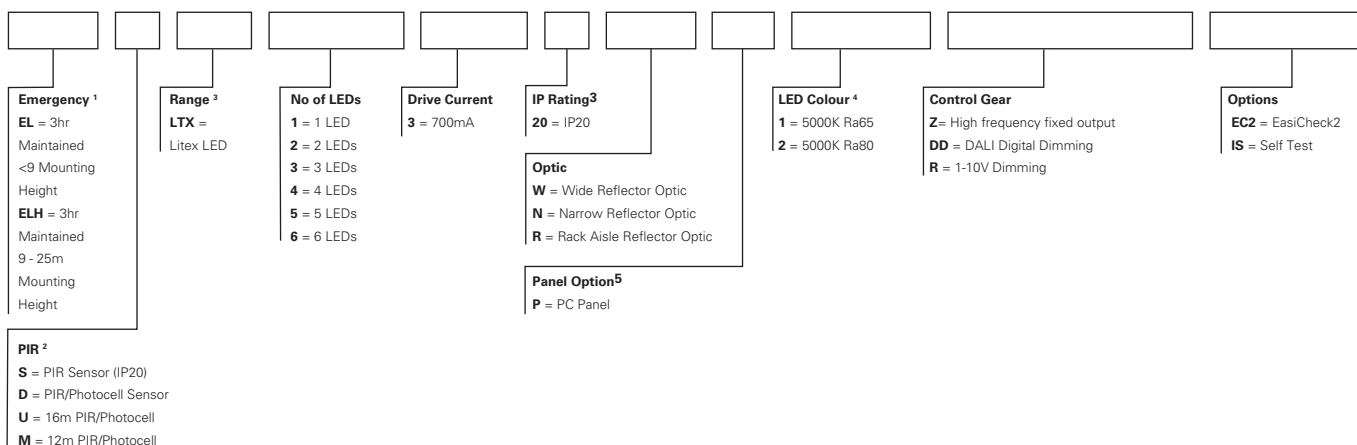 Emergency ¹
EL = 3hr
Maintained
<9 Mounting
Height
ELH = 3hr
Maintained
9 - 25m
Mounting
Height
PIR ²
S = PIR Sensor (IP20)
D = PIR/Photocell Sensor
U = 16m PIR/Photocell
M = 12m PIR/Photocell
Range ³
LTX =
Litex LED
No of LEDs
1 = 1 LED
2 = 2 LEDs
3 = 3 LEDs
4 = 4 LEDs
5 = 5 LEDs
6 = 6 LEDs
Drive Current
3 = 700mA
IP Rating3
20 = IP20
Optic
W = Wide Reflector Optic
N = Narrow Reflector Optic
R = Rack Aisle Reflector Optic
Panel Option5
P = PC Panel
LED Colour ⁴
1 = 5000K Ra65
2 = 5000K Ra80
Control Gear
Z= High frequency fixed output
DD = DALI Digital Dimming
R = 1-10V Dimming
Options
EC2 = EasiCheck2
IS = Self Test